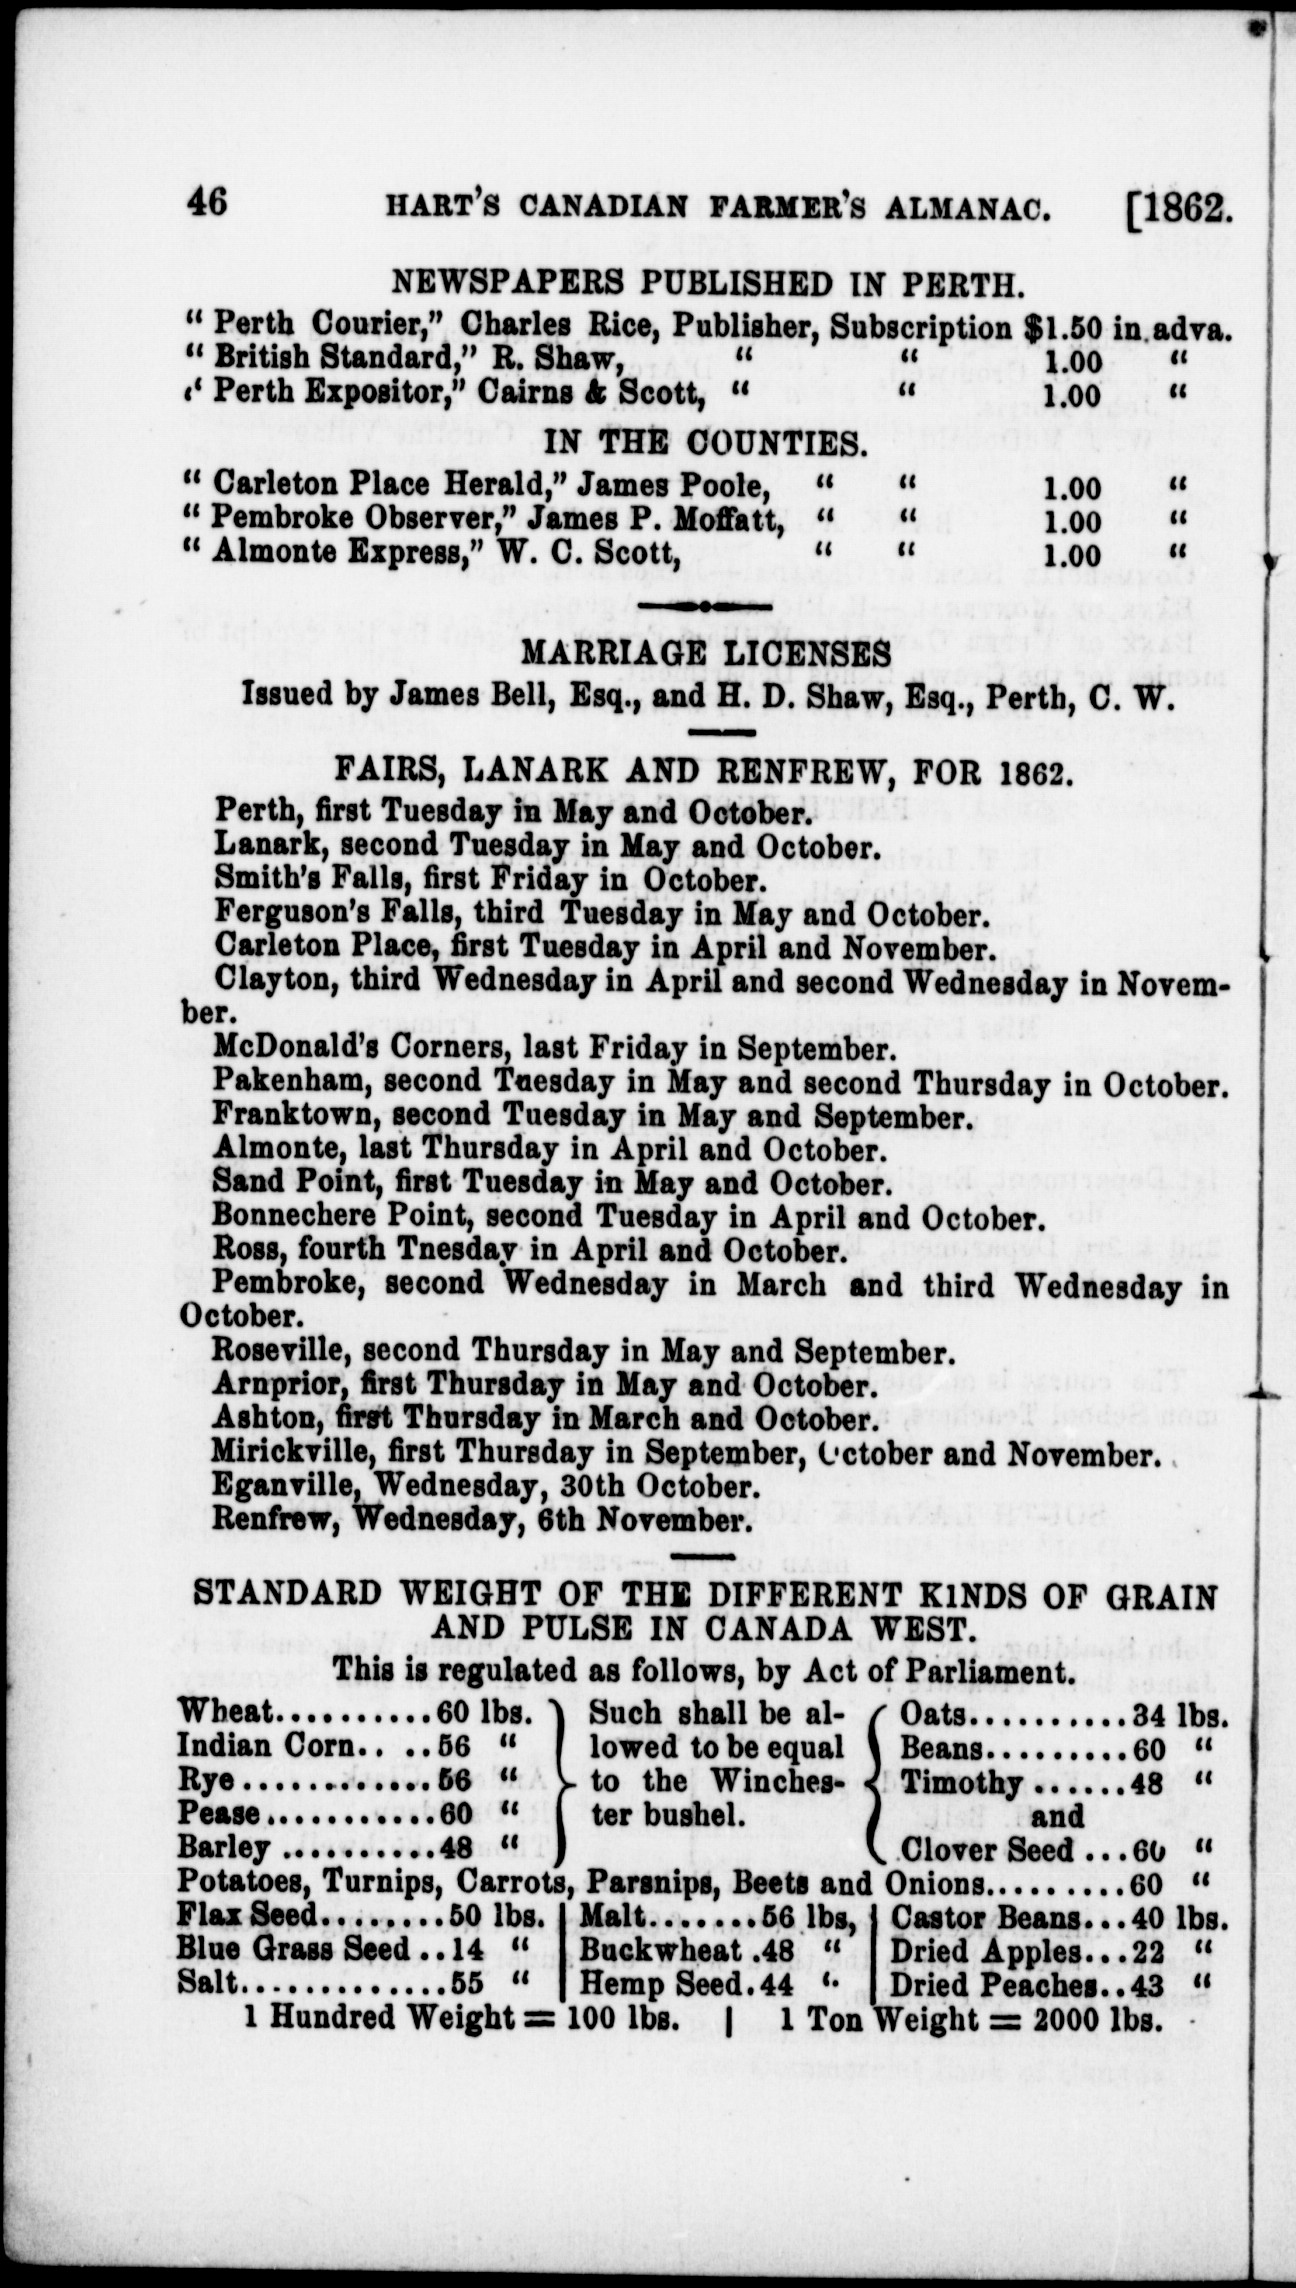 46 HART'S CANADIAN FARMER'S ALMANAC. [1862.
NEWSPAPERS PUBLISHED IN PERTH.
“ Perth Courier,” Charles Rice, Publisher, Subscription $1.50 in adva.
“ British Standard,” R. Shaw, “ “ 1.00 “
“ Perth Expositor,” Cairns & Scott, “ “ 1.00 “
IN THE COUNTIES.
“ Carleton Place Herald,” James Poole, “ “ 1.00 “
“ Pembroke Observer,” James P. Moffatt, “ “ 1.00 “
“ Almonte Express,” W. C. Scott, “ “ 1.00 “
MARRIAGE LICENSES
Issued by James Bell, Esq., and H. D. Shaw, Esq., Perth, C. W.
FAIRS, LANARK AND RENFREW, FOR 1862.
Perth, first Tuesday in May and October.
Lanark, second Tuesday in May and October.
Smith's Falls, first Friday in October.
Ferguson's Falls, third Tuesday in May and October.
Carleton Place, first Tuesday in April and November.
Clayton, third Wednesday in April and second Wednesday in Novem-
ber.
McDonald's Corners, last Friday in September.
Pakenham, second Tuesday in May and second Thursday in October.
Franktown, second Tuesday in May and September.
Almonte, last Thursday in April and October.
Sand Point, first Tuesday in May and October.
Bonnechere Point, second Tuesday in April and October.
Ross, fourth Tnesday in April and October.
Pembroke, second Wednesday in March and third Wednesday in
October.
Roseville, second Thursday in May and September.
Arnprior, first Thursday in May and October.
Ashton, first Thursday in March and October.
Mirickville, first Thursday in September, October and November.
Eganville, Wednesday, 30th October.
Renfrew, Wednesday, 6th November.
STANDARD WEIGHT OF THE DIFFERENT K1NDS OF GRAIN
AND PULSE IN CANADA WEST.
This is regulated as follows, by Act of Parliament.
Wheat..........60 lbs. } Such shall be al- { Oats...........34 lbs.
Indian Corn.. ..56 “ lowed to be equal Beans.........60 “
Rye.............56 “ to the Winches- Timothy ......48 “
Pease...........60 “ ter bushel. and
Barley ..........48 “ Clover Seed ...60 “
Potatoes, Turnips, Carrots, Parsnips, Beets and Onions.........60 “
Flax Seed........50 lbs. | Malt.......56 lbs, | Castor Beans...40 lbs.
Blue Grass Seed ..14 “ | Buckwheat .48 “ | Dried Apples...22 “
Salt..............55 “ | Hemp Seed.44 “ | Dried Peaches..43 “
1 Hundred Weight = 100 lbs. | 1 Ton Weight = 2000 lbs.